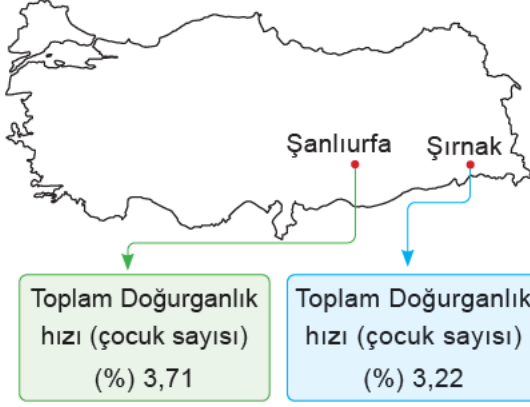 Şanlıurfa
Şırnak
Toplam Doğurganlık
hızı (çocuk sayısı)
(%) 3,71
Toplam Doğurganlık
hızı (çocuk sayısı)
(%) 3,22